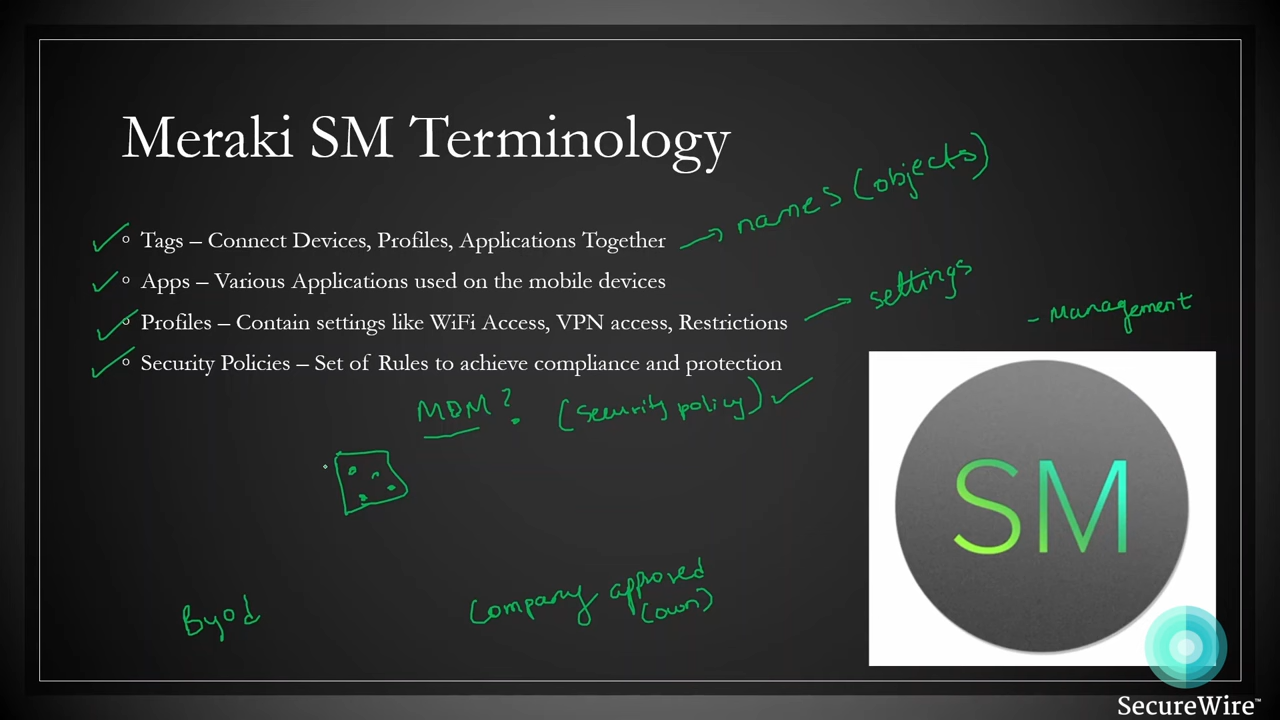 Meraki SM Terminology
names (objects)
Tags – Connect Devices, Profiles, Applications Together
Apps – Various Applications used on the mobile devices
settings
Profiles – Contain settings like WiFi Access, VPN access, Restrictions
- Management
Security Policies – Set of Rules to achieve compliance and protection
MDM? (security policy)
SM
Company approved
Byod
(own)
SecureWire™